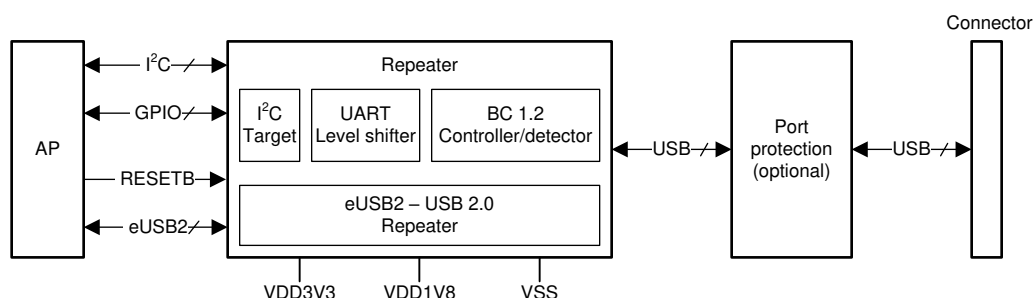 Connector
I²C
Repeater
GPIO
I²C
Target
UART
Level shifter
BC 1.2
Controller/detector
AP
USB
Port
protection
(optional)
USB
RESETB
eUSB2 – USB 2.0
Repeater
eUSB2
VDD3V3
VDD1V8
VSS